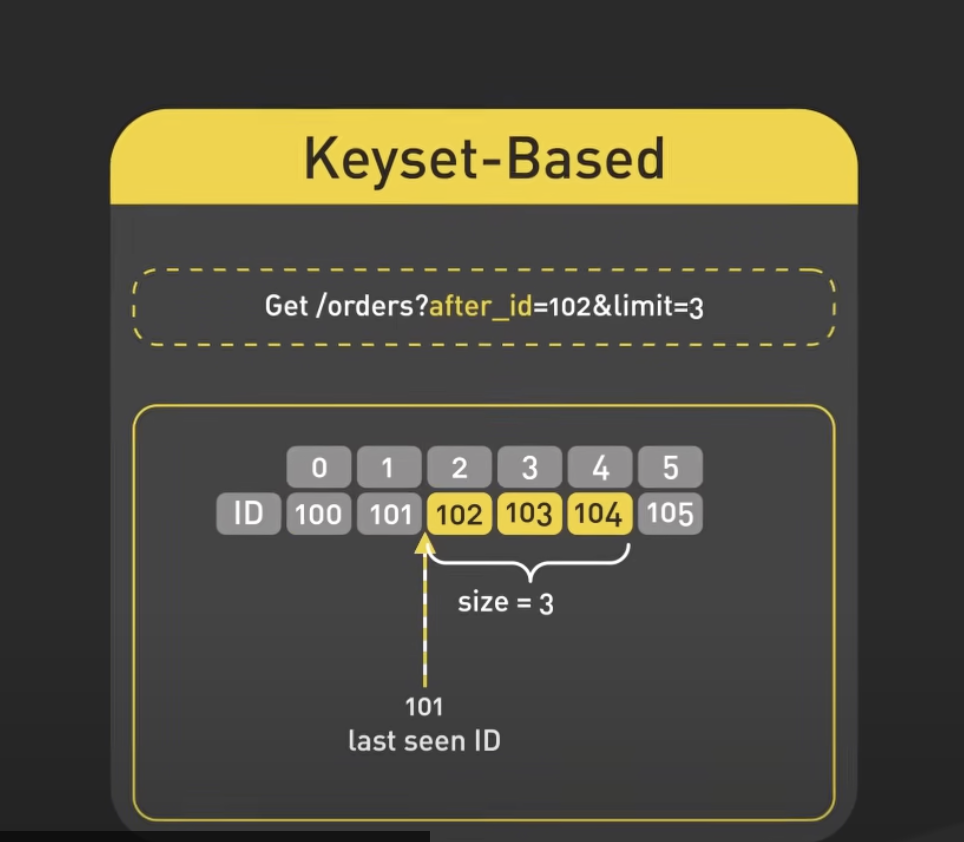 Keyset-Based
Get /orders?after_id=102&limit=3
0 1 2 3 4 5
ID 100 101 102 103 104 105
size = 3
101
last seen ID